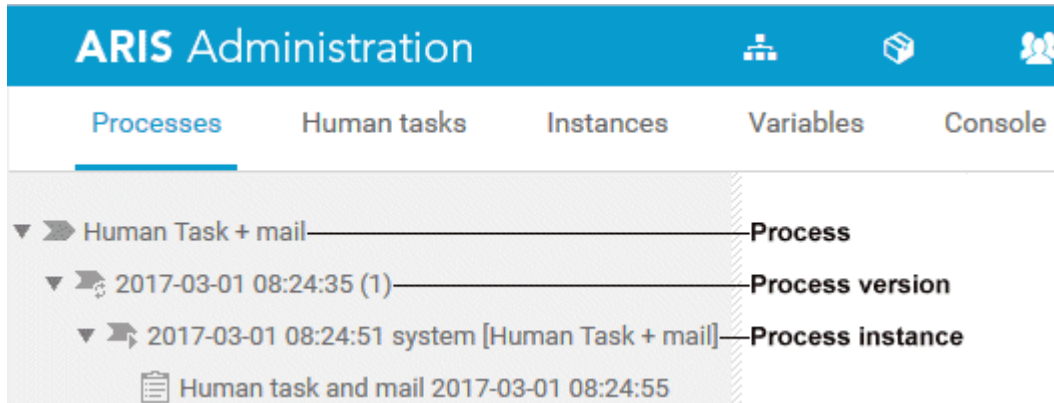 ARIS Administration
Processes Human tasks Instances Variables Console
Human Task + mail Process
2017-03-01 08:24:35 (1) Process version
2017-03-01 08:24:51 system [Human Task + mail] Process instance
Human task and mail 2017-03-01 08:24:55